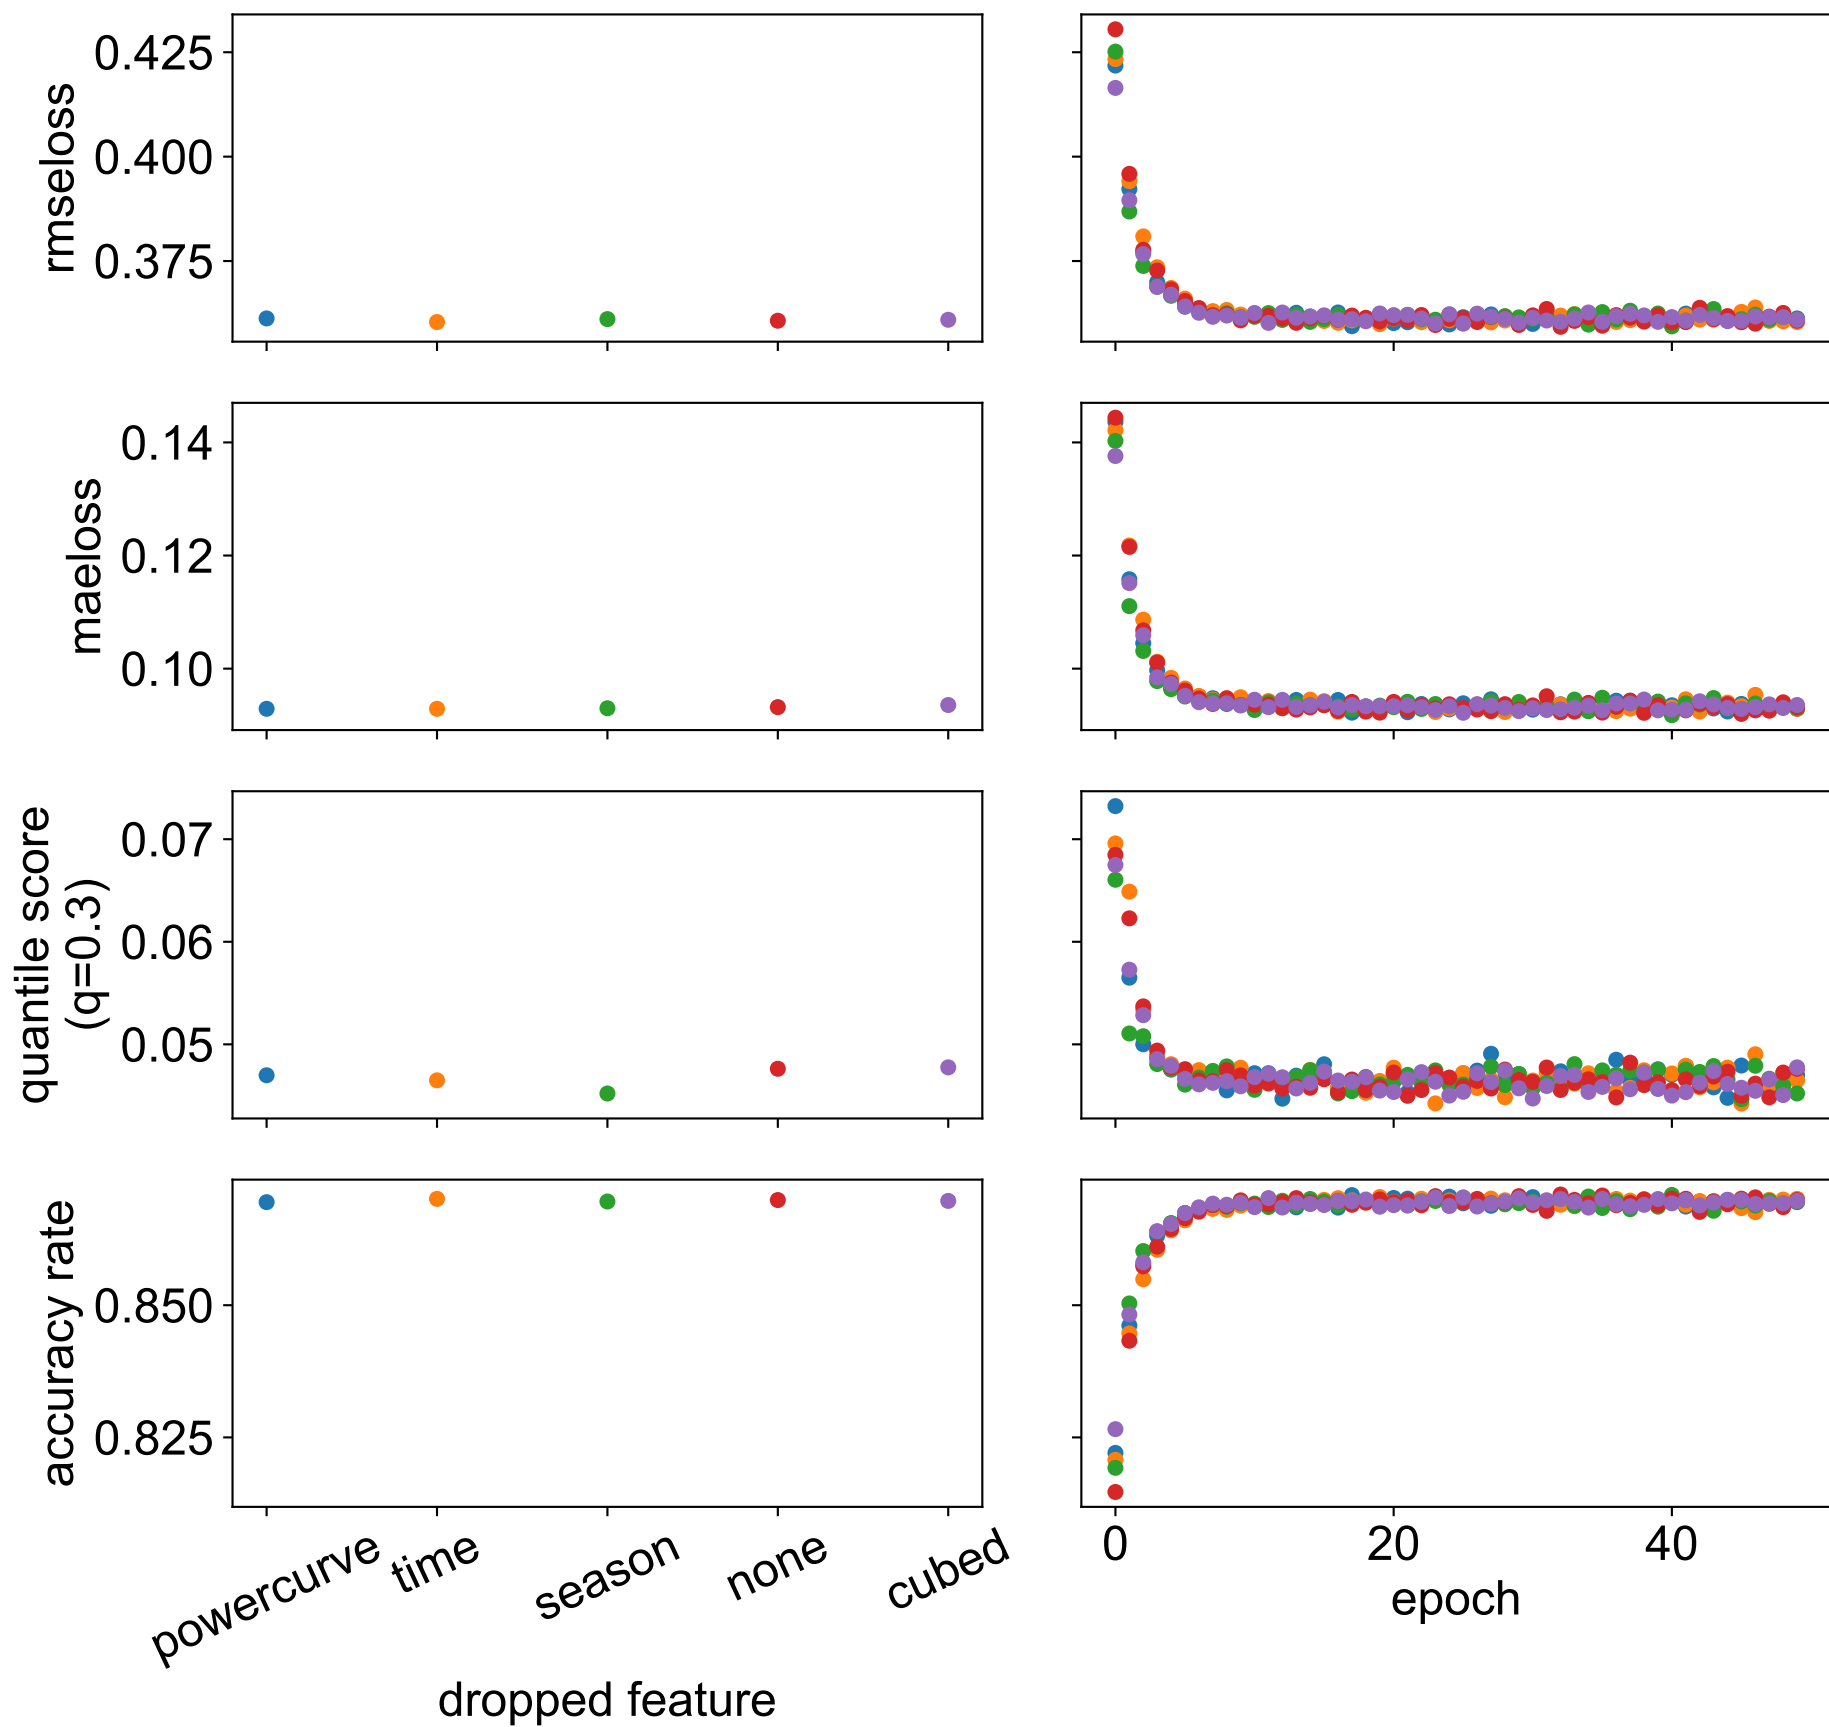 rmseloss
0.425
0.400
0.375
maeloss
0.14
0.12
0.10
quantile score
(q=0.3)
0.07
0.06
0.05
accuracy rate
0.850
0.825
powercurve
time
season
none
cubed
dropped feature
0
20
40
epoch